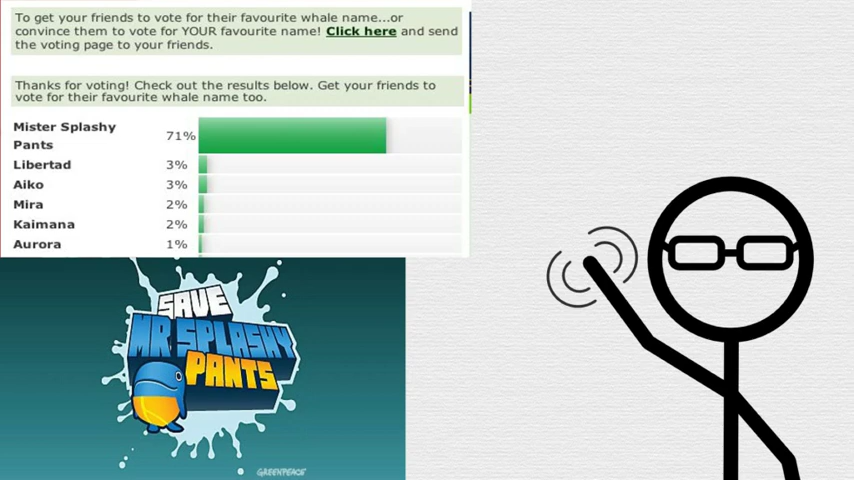 To get your friends to vote for their favourite whale name...or
convince them to vote for YOUR favourite name! Click here and send
the voting page to your friends.
Thanks for voting! Check out the results below. Get your friends to
vote for their favourite whale name too.
Mister Splashy
Pants 71%
Libertad 3%
Aiko 3%
Mira 2%
Kaimana 2%
Aurora 1%
SAVE
MR SPLASHY
PANTS
GREENPEACE